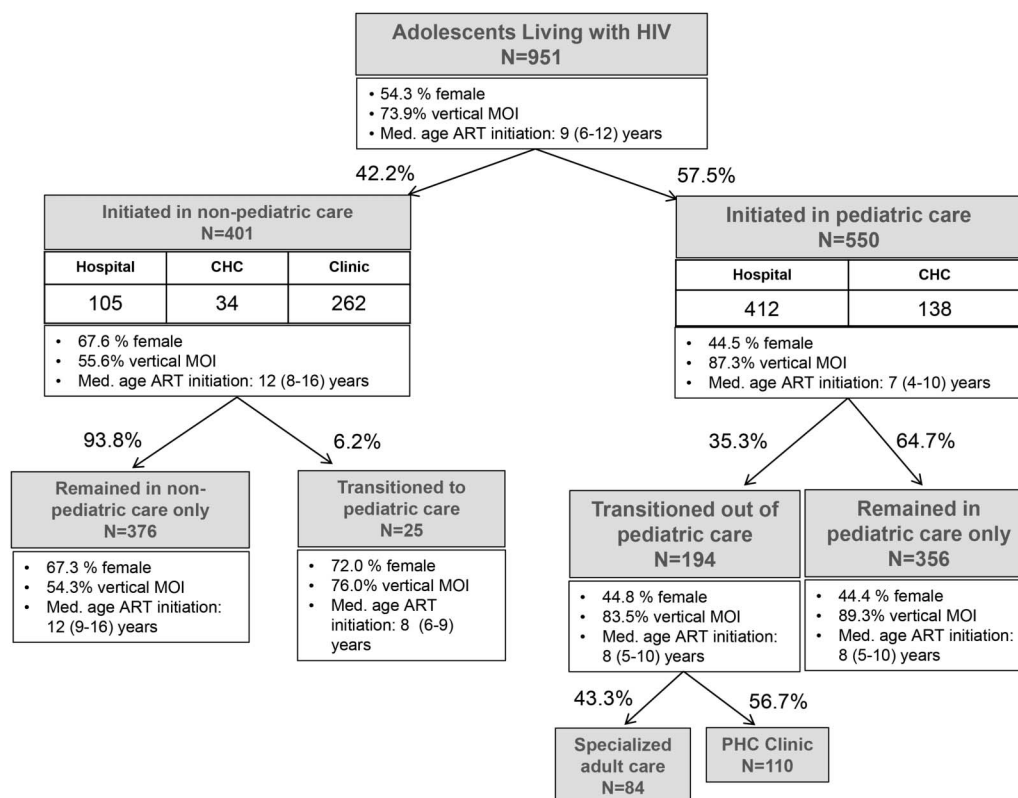 Adolescents Living with HIV
N=951
• 54.3 % female
• 73.9% vertical MOI
• Med. age ART initiation: 9 (6-12) years
42.2%
57.5%
Initiated in non-pediatric care
N=401
Hospital CHC Clinic
105 34 262
• 67.6 % female
• 55.6% vertical MOI
• Med. age ART initiation: 12 (8-16) years
Initiated in pediatric care
N=550
Hospital CHC
412 138
• 44.5 % female
• 87.3% vertical MOI
• Med. age ART initiation: 7 (4-10) years
93.8%
6.2%
35.3%
64.7%
Remained in non-
pediatric care only
N=376
• 67.3 % female
• 54.3% vertical MOI
• Med. age ART initiation:
12 (9-16) years
Transitioned to
pediatric care
N=25
• 72.0 % female
• 76.0% vertical MOI
• Med. age ART
initiation: 8 (6-9)
years
Transitioned out of
pediatric care
N=194
• 44.8 % female
• 83.5% vertical MOI
• Med. age ART initiation:
8 (5-10) years
Remained in
pediatric care only
N=356
• 44.4 % female
• 89.3% vertical MOI
• Med. age ART initiation:
8 (5-10) years
43.3%
56.7%
Specialized
adult care
N=84
PHC Clinic
N=110